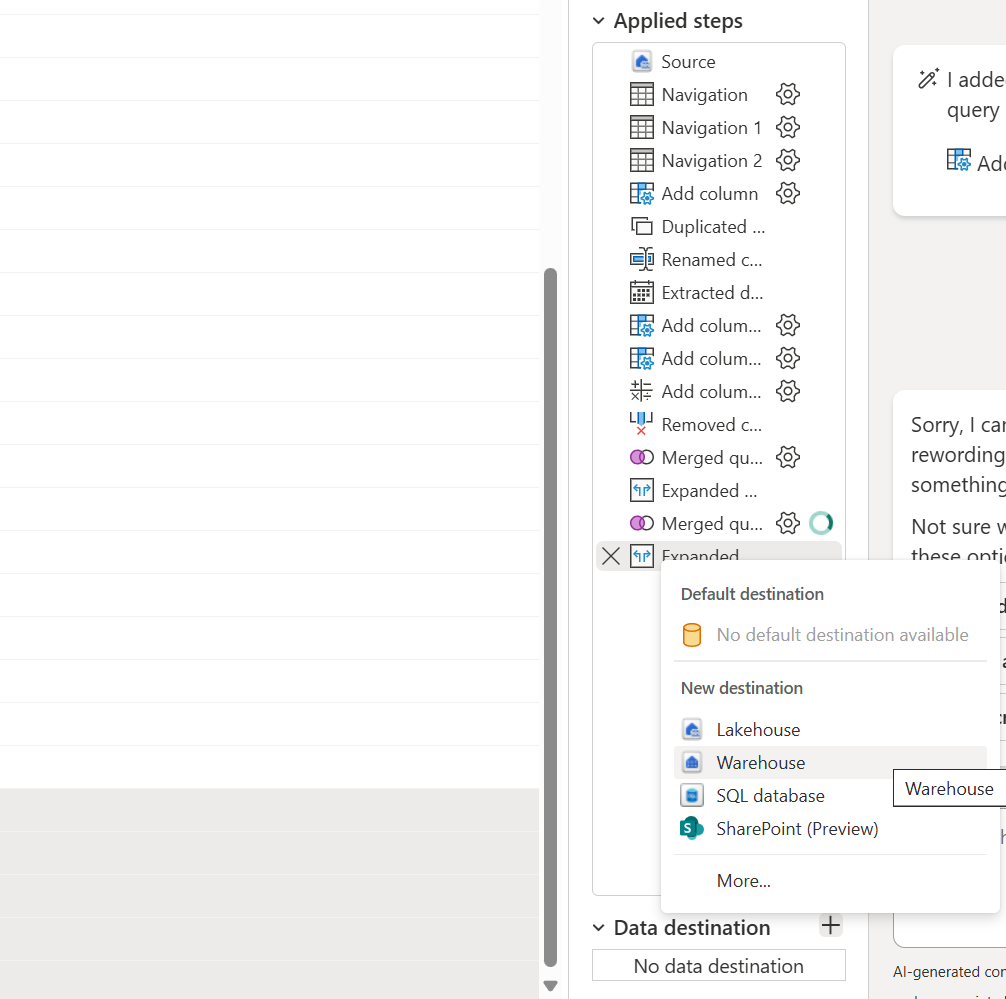 Applied steps
Source
Navigation
Navigation 1
Navigation 2
Add column
Duplicated ...
Renamed c...
Extracted d...
Add colum...
Add colum...
Add colum...
Removed c...
Merged qu...
Expanded ...
Merged qu...
Expanded
Default destination
No default destination available
New destination
Lakehouse
Warehouse
SQL database
SharePoint (Preview)
More...
Warehouse
Data destination
No data destination
I adde
query
Add
Sorry, I ca
rewording
something
Not sure w
these optio
AI-generated con